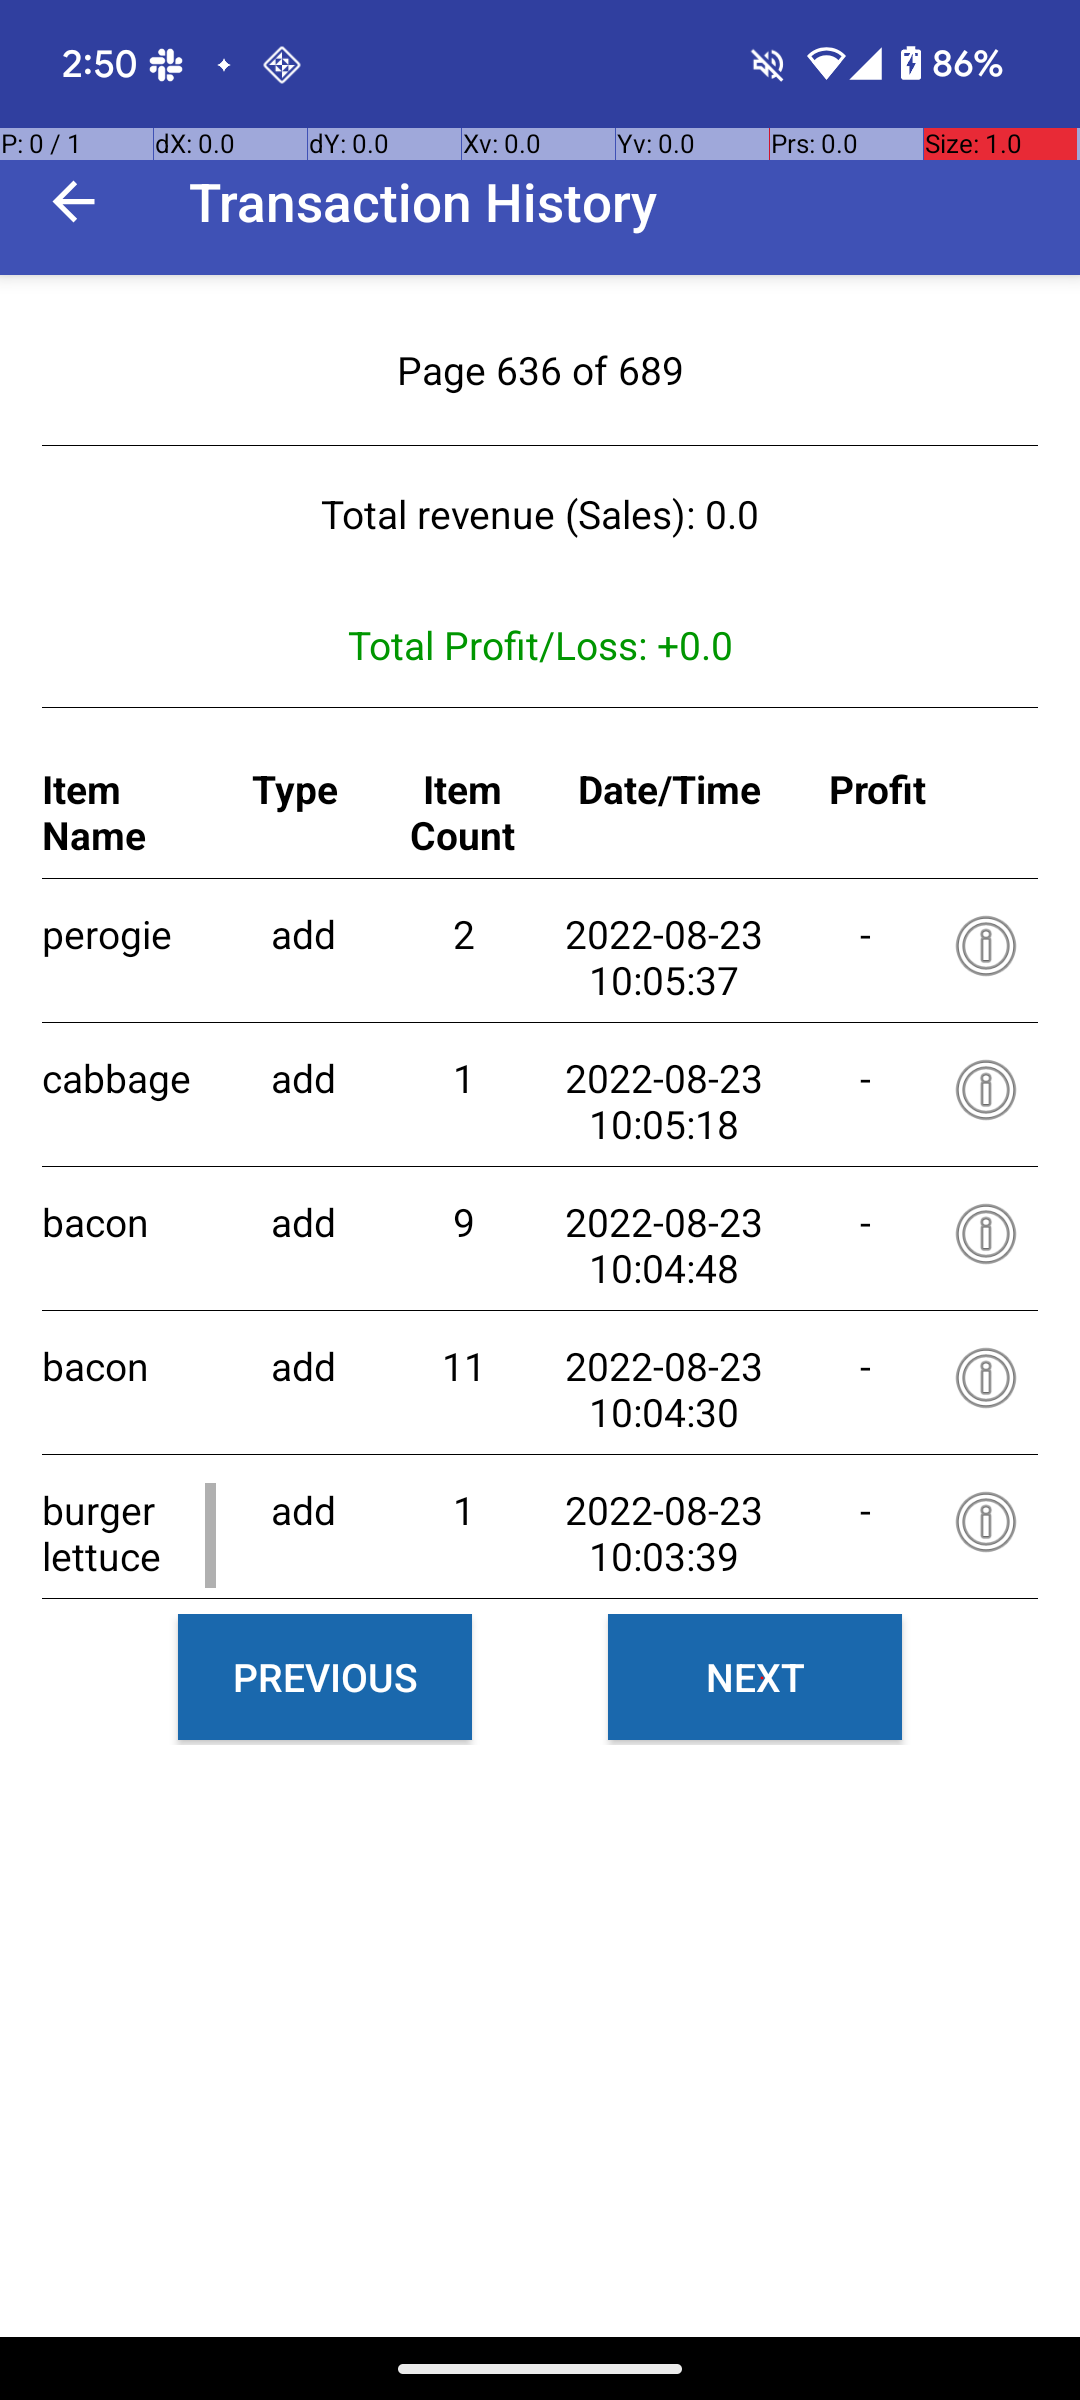 2:50 86%
P: 0 / 1 dX: 0.0 dY: 0.0 Xv: 0.0 Yv: 0.0 Prs: 0.0 Size: 1.0
Transaction History
Page 636 of 689
Total revenue (Sales): 0.0
Total Profit/Loss: +0.0
Item Type Item Date/Time Profit
Name Count
perogie add 2 2022-08-23 -
10:05:37
cabbage add 1 2022-08-23 -
10:05:18
bacon add 9 2022-08-23 -
10:04:48
bacon add 11 2022-08-23 -
10:04:30
burger add 1 2022-08-23 -
lettuce 10:03:39
PREVIOUS NEXT